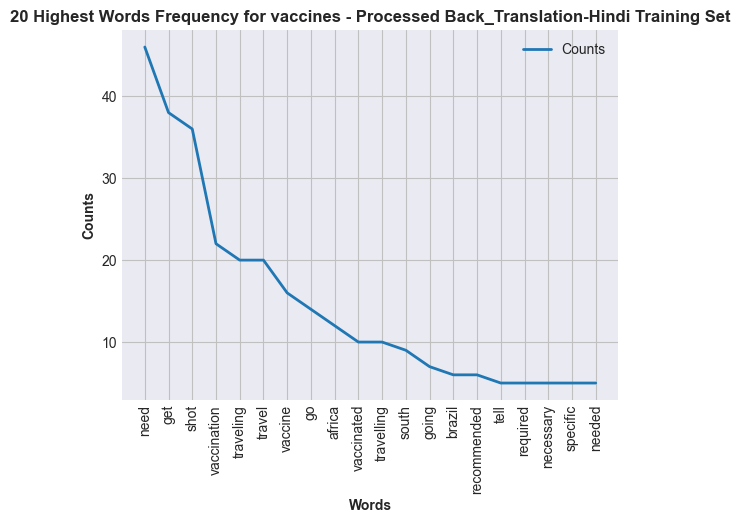 20 Highest Words Frequency for vaccines - Processed Back_Translation-Hindi Training Set
Counts
Counts
40
30
20
10
need
get
shot
vaccination
traveling
travel
vaccine
go
africa
vaccinated
travelling
south
going
brazil
recommended
tell
required
necessary
specific
needed
Words